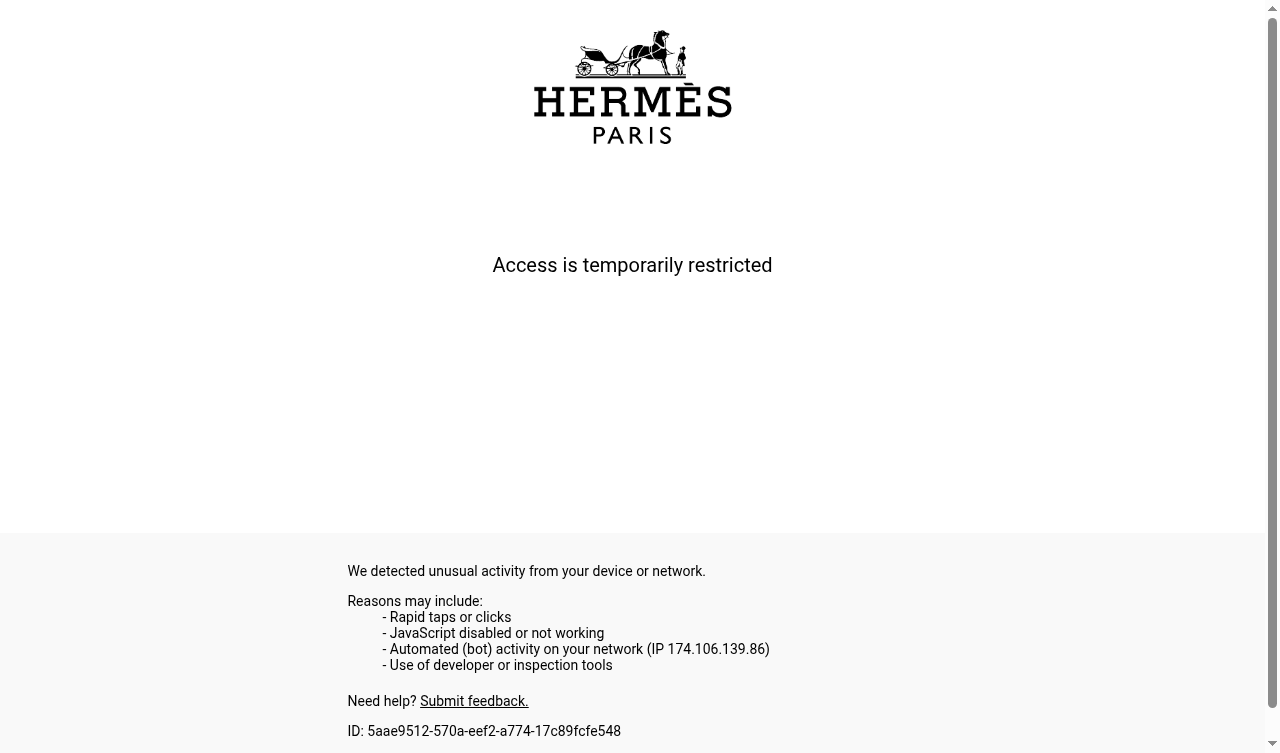 HERMÈS
PARIS
Access is temporarily restricted
We detected unusual activity from your device or network.
Reasons may include:
- Rapid taps or clicks
- JavaScript disabled or not working
- Automated (bot) activity on your network (IP 174.106.139.86)
- Use of developer or inspection tools
Need help? Submit feedback.
ID: 5aae9512-570a-eef2-a774-17c89fcfe548